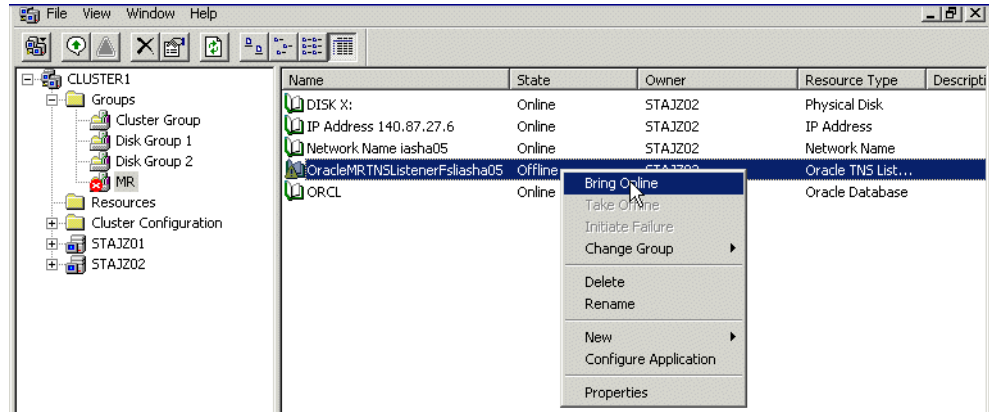 File View Window Help
CLUSTER1
Groups
Cluster Group
Disk Group 1
Disk Group 2
MR
Resources
Cluster Configuration
STAJZ01
STAJZ02
Name State Owner Resource Type Descripti
DISK X: Online STAJZ02 Physical Disk
IP Address 140.87.27.6 Online STAJZ02 IP Address
Network Name iasha05 Online STAJZ02 Network Name
OracleMRTNSListenerFsliasha05 Offline STAJZ02 Oracle TNS List...
ORCL Online Oracle Database
Bring Online
Take Offline
Initiate Failure
Change Group
Delete
Rename
New
Configure Application
Properties